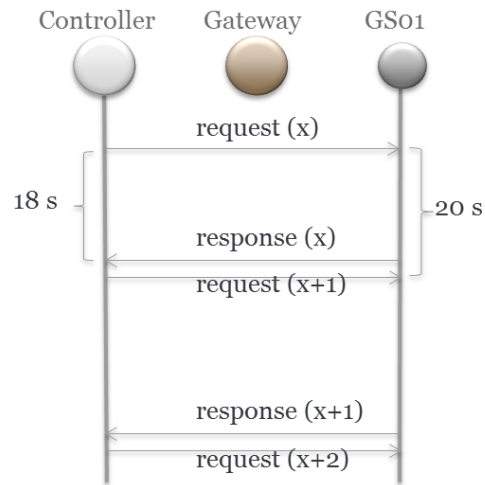 Controller Gateway GS01
request (x)
18 s
20 s
response (x)
request (x+1)
response (x+1)
request (x+2)